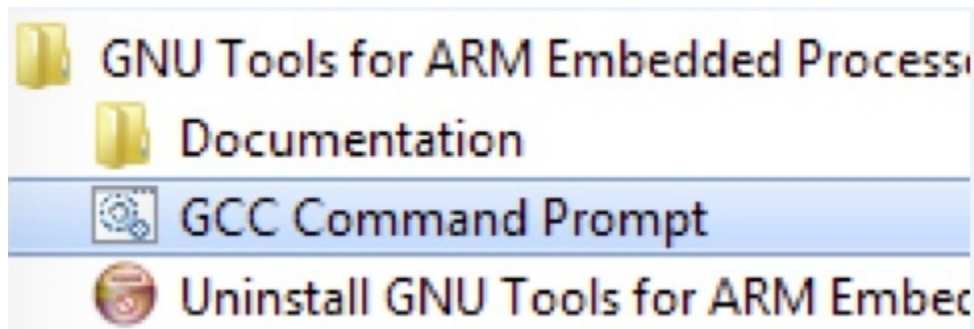 GNU Tools for ARM Embedded Process
Documentation
GCC Command Prompt
Uninstall GNU Tools for ARM Embed